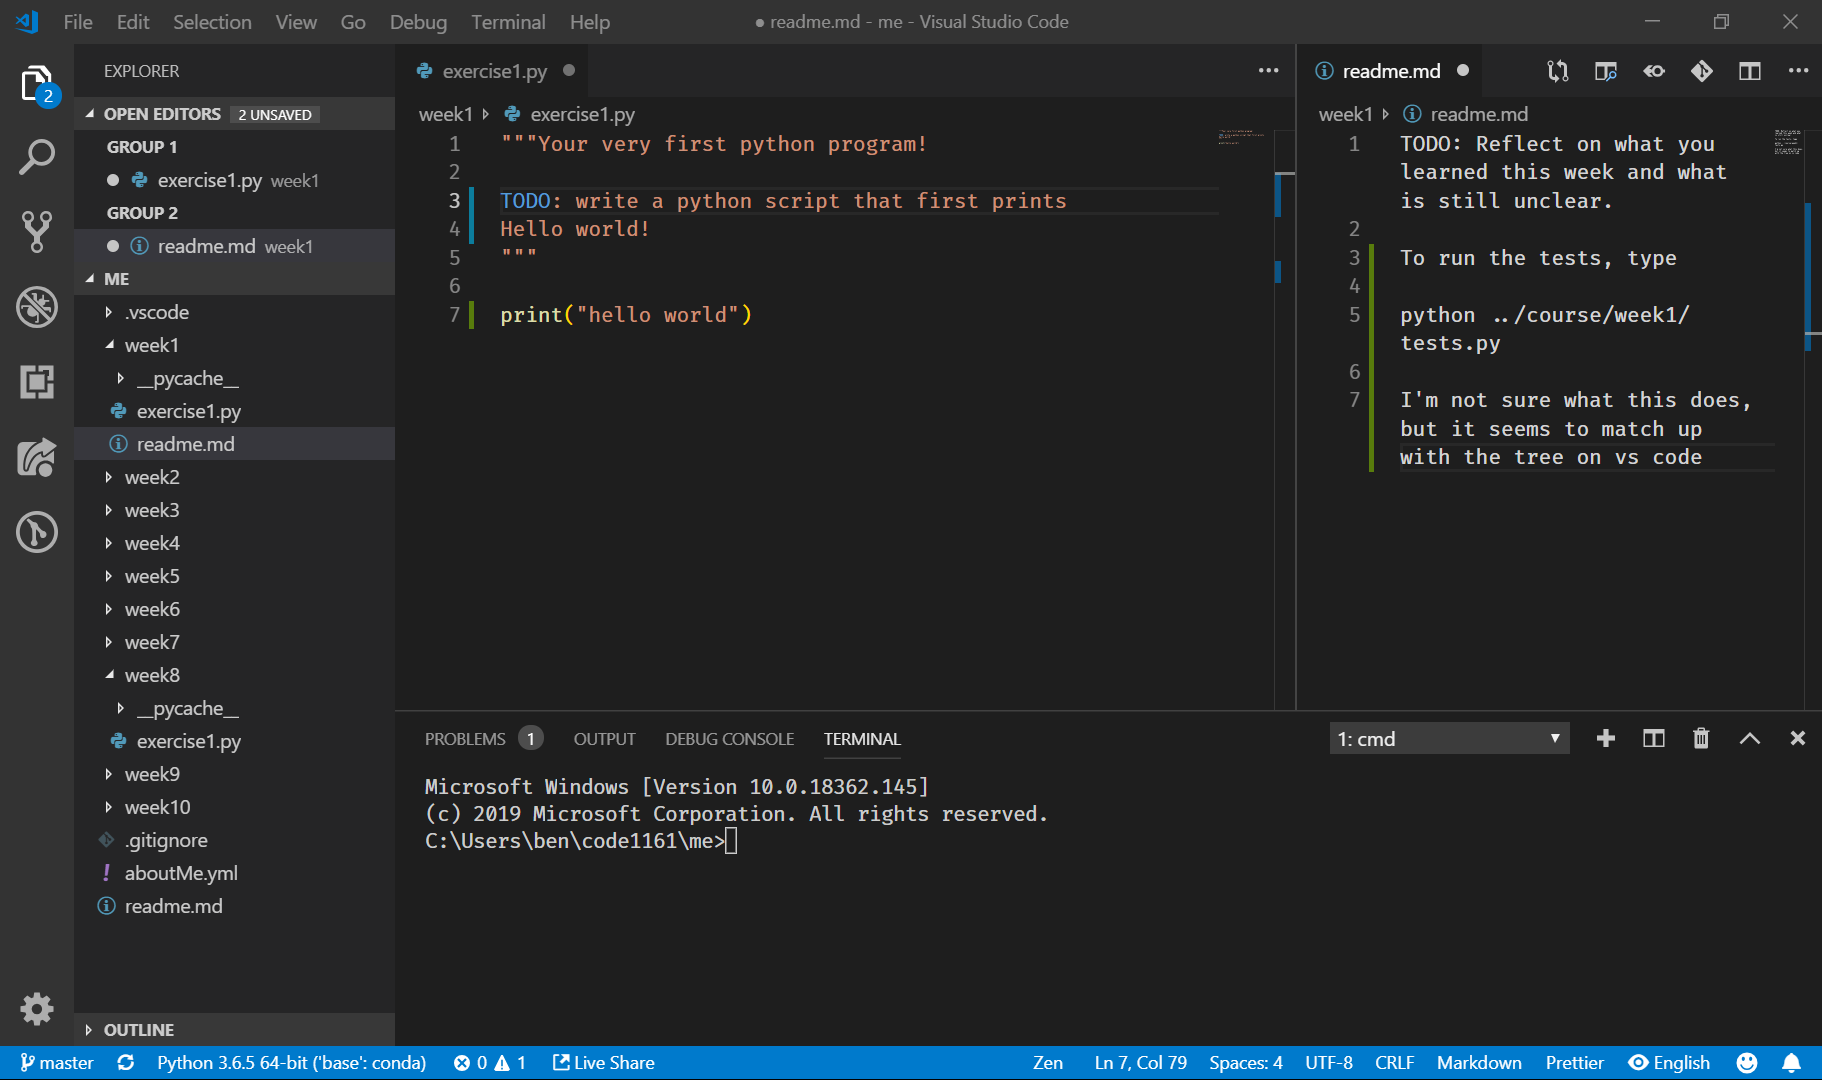 File Edit Selection View Go Debug Terminal Help
● readme.md - me - Visual Studio Code
2
EXPLORER
OPEN EDITORS 2 UNSAVED
GROUP 1
exercise1.py week1
GROUP 2
readme.md week1
ME
.vscode
week1
__pycache__
exercise1.py
readme.md
week2
week3
week4
week5
week6
week7
week8
__pycache__
exercise1.py
week9
week10
.gitignore
aboutMe.yml
readme.md
OUTLINE
exercise1.py
week1 exercise1.py
1 """Your very first python program!
2
3 TODO: write a python script that first prints
4 Hello world!
5 """
6
7 print("hello world")
readme.md
week1 readme.md
1 TODO: Reflect on what you
learned this week and what
is still unclear.
2
3 To run the tests, type
4
5 python ../course/week1/
tests.py
6
7 I'm not sure what this does,
but it seems to match up
with the tree on vs code
PROBLEMS 1 OUTPUT DEBUG CONSOLE TERMINAL
1: cmd
Microsoft Windows [Version 10.0.18362.145]
(c) 2019 Microsoft Corporation. All rights reserved.
C:\Users\ben\code1161\me>
master Python 3.6.5 64-bit ('base': conda) 0 1 Live Share
Zen Ln 7, Col 79 Spaces: 4 UTF-8 CRLF Markdown Prettier English